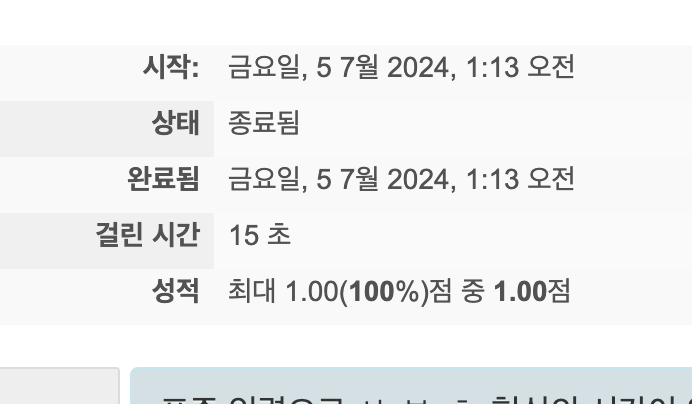 시작: 금요일, 5 7월 2024, 1:13 오전
상태 종료됨
완료됨 금요일, 5 7월 2024, 1:13 오전
걸린 시간 15 초
성적 최대 1.00(100%)점 중 1.00점